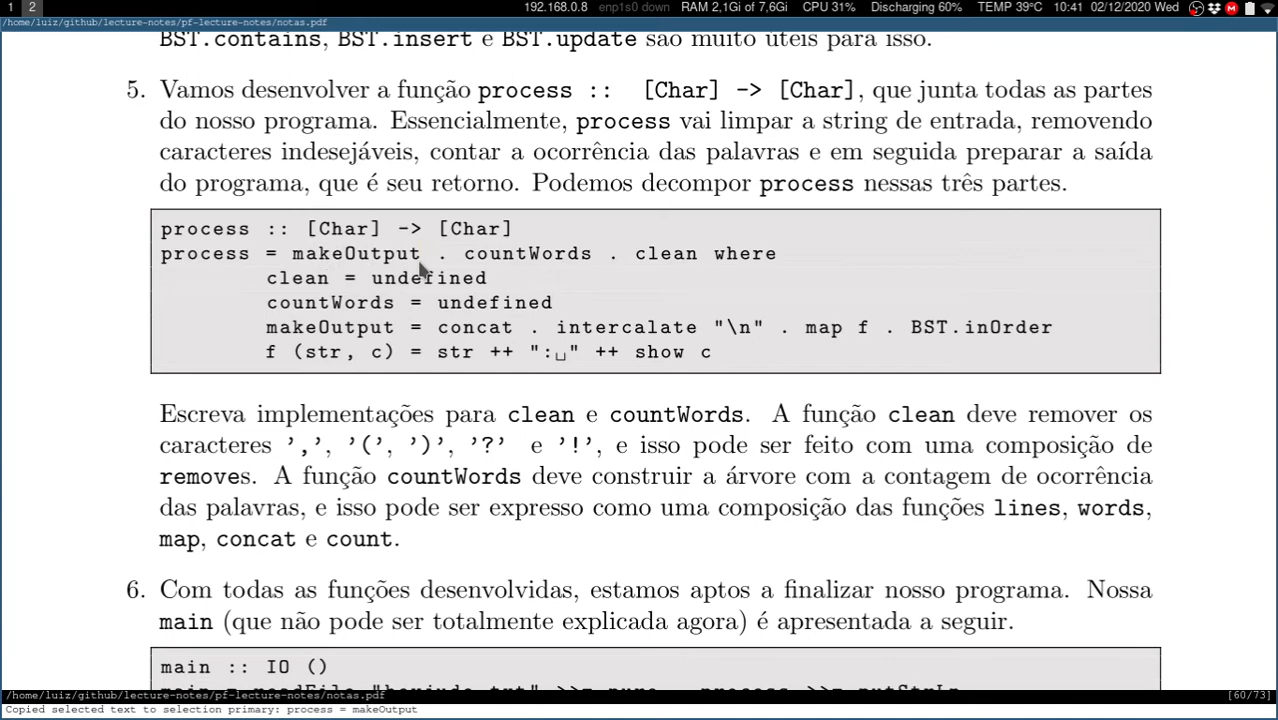 1 2 192.168.0.8 enp1s0 down RAM 2,1Gi of 7,6Gi CPU 31% Discharging 60% TEMP 39°C 10:41 02/12/2020 Wed
/home/luiz/github/lecture-notes/pf-lecture-notes/notas.pdf
BST.contains, BST.insert e BST.update são muito úteis para isso.
5. Vamos desenvolver a função process :: [Char] -> [Char], que junta todas as partes
do nosso programa. Essencialmente, process vai limpar a string de entrada, removendo
caracteres indesejáveis, contar a ocorrência das palavras e em seguida preparar a saída
do programa, que é seu retorno. Podemos decompor process nessas três partes.
process :: [Char] -> [Char]
process = makeOutput . countWords . clean where
clean = undefined
countWords = undefined
makeOutput = concat . intercalate "\n" . map f . BST.inOrder
f (str, c) = str ++ ":␣" ++ show c
Escreva implementações para clean e countWords. A função clean deve remover os
caracteres ’,’, ’(’, ’)’, ’?’ e ’!’, e isso pode ser feito com uma composição de
removes. A função countWords deve construir a árvore com a contagem de ocorrência
das palavras, e isso pode ser expresso como uma composição das funções lines, words,
map, concat e count.
6. Com todas as funções desenvolvidas, estamos aptos a finalizar nosso programa. Nossa
main (que não pode ser totalmente explicada agora) é apresentada a seguir.
main :: IO ()
/home/luiz/github/lecture-notes/pf-lecture-notes/notas.pdf [60/73]
Copied selected text to selection primary: process = makeOutput